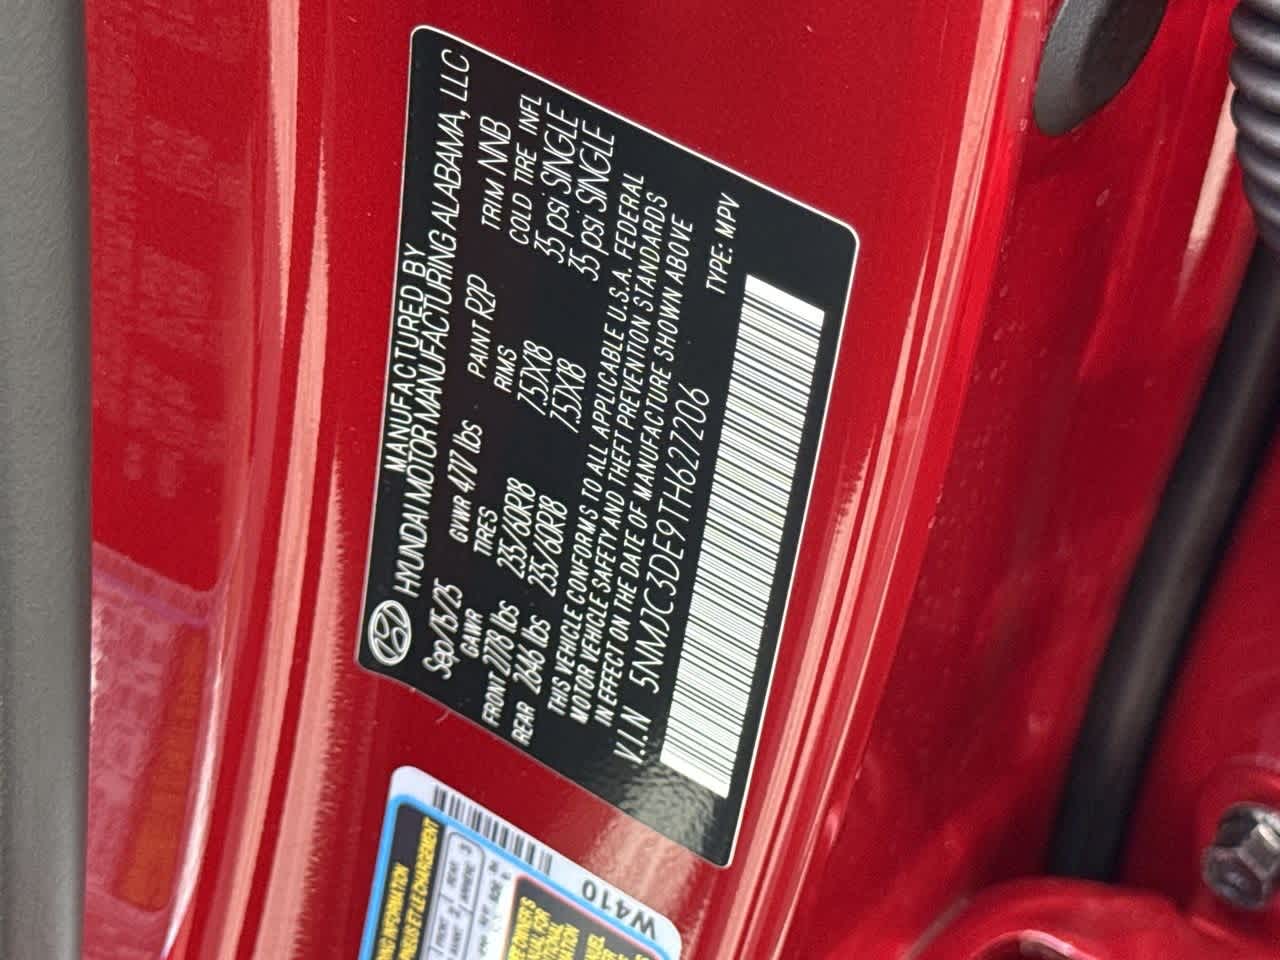 MANUFACTURED BY
HYUNDAI MOTOR MANUFACTURING ALABAMA, LLC
Sep/15/25 GVWR 4717 lbs PAINT R2P TRIM NNB
GAWR TIRES RIMS COLD TIRE INFL
FRONT 2778 lbs 235/60R18 7.5JX18 35 psi SINGLE
REAR 2646 lbs 235/60R18 7.5JX18 35 psi SINGLE
THIS VEHICLE CONFORMS TO ALL APPLICABLE U.S.A. FEDERAL
MOTOR VEHICLE SAFETY AND THEFT PREVENTION STANDARDS
IN EFFECT ON THE DATE OF MANUFACTURE SHOWN ABOVE
V.I.N 5NMJC3DE9TH627206 TYPE: MPV
W410